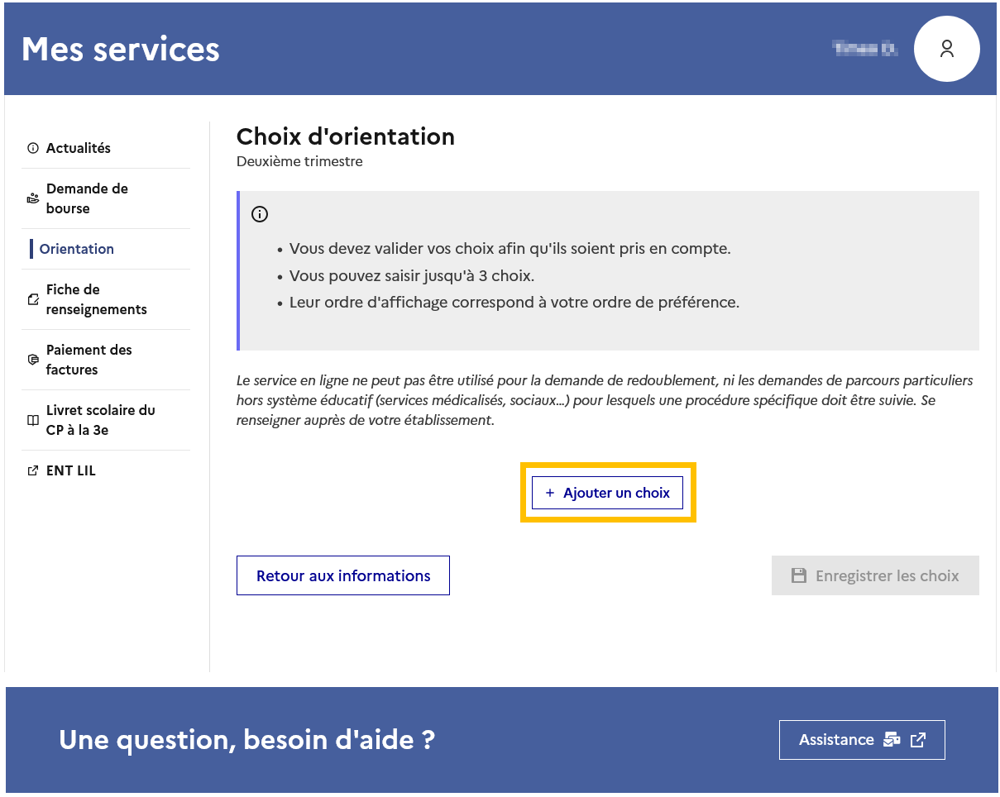 Mes services
Actualités
Demande de
bourse
Orientation
Fiche de
renseignements
Paiement des
factures
Livret scolaire du
CP à la 3e
ENT LIL
Choix d'orientation
Deuxième trimestre
• Vous devez valider vos choix afin qu'ils soient pris en compte.
• Vous pouvez saisir jusqu'à 3 choix.
• Leur ordre d'affichage correspond à votre ordre de préférence.
Le service en ligne ne peut pas être utilisé pour la demande de redoublement, ni les demandes de parcours particuliers
hors système éducatif (services médicalisés, sociaux...) pour lesquels une procédure spécifique doit être suivie. Se
renseigner auprès de votre établissement.
+ Ajouter un choix
Retour aux informations
Enregistrer les choix
Une question, besoin d'aide ?
Assistance